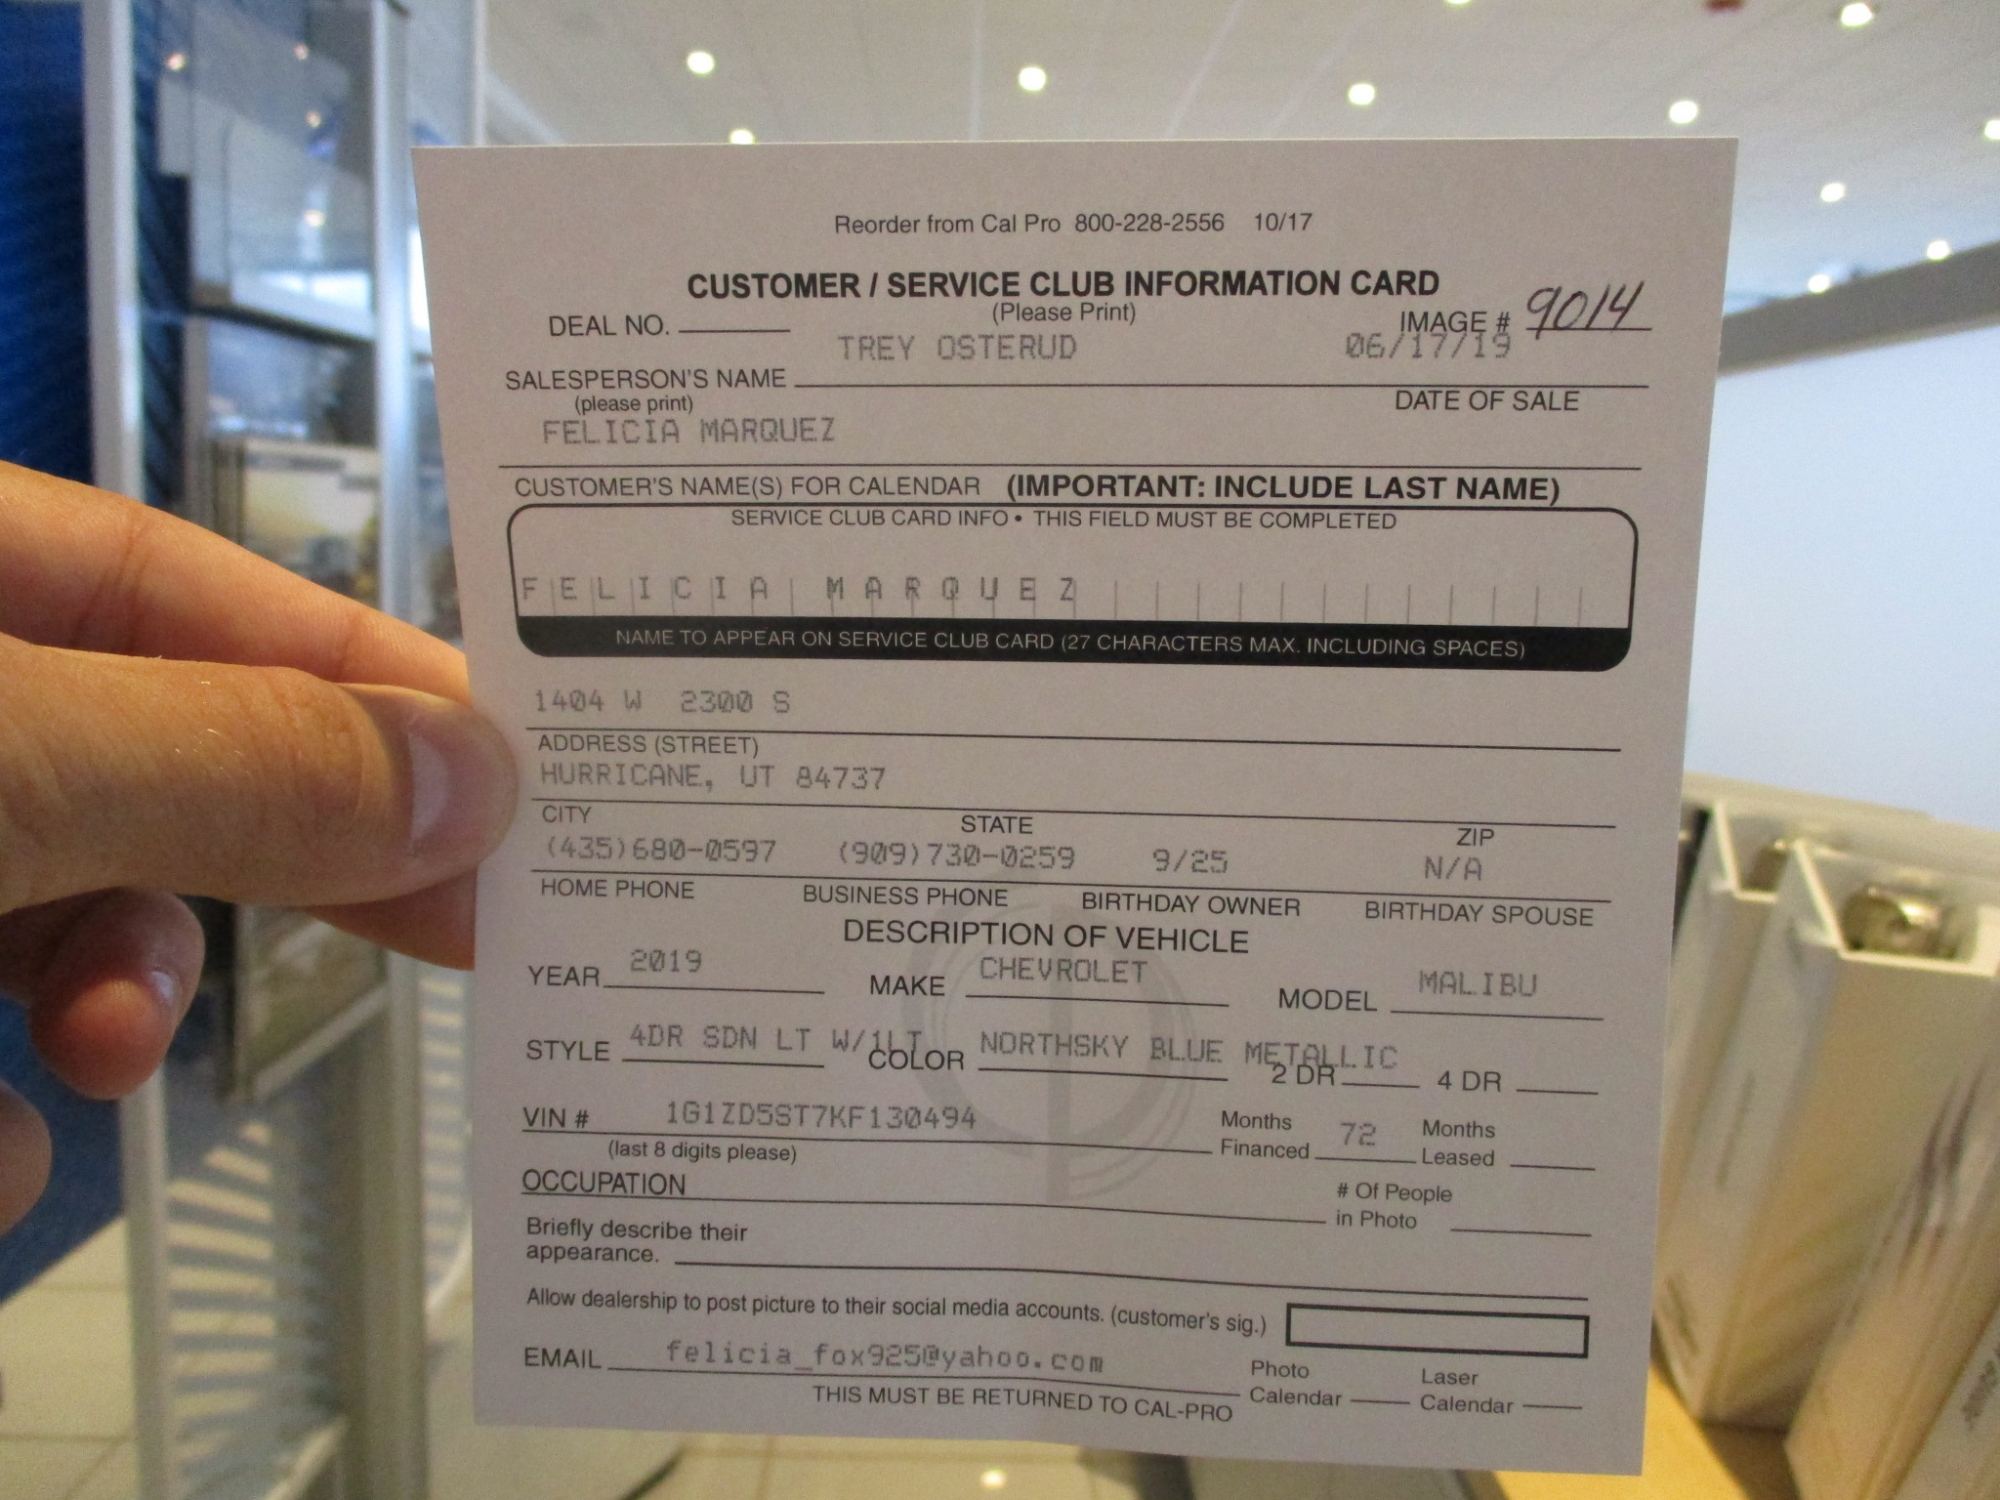 Reorder from Cal Pro 800-228-2556 10/17
CUSTOMER / SERVICE CLUB INFORMATION CARD
(Please Print)
DEAL NO. IMAGE # 9014
TREY OSTERUD 06/17/19
SALESPERSON'S NAME
(please print) DATE OF SALE
FELICIA MARQUEZ
CUSTOMER'S NAME(S) FOR CALENDAR (IMPORTANT: INCLUDE LAST NAME)
SERVICE CLUB CARD INFO • THIS FIELD MUST BE COMPLETED
FELICIA MARQUEZ
NAME TO APPEAR ON SERVICE CLUB CARD (27 CHARACTERS MAX. INCLUDING SPACES)
1404 W 2300 S
ADDRESS (STREET)
HURRICANE, UT 84737
CITY STATE ZIP
(435)680-0597 (909)730-0259 9/25 N/A
HOME PHONE BUSINESS PHONE BIRTHDAY OWNER BIRTHDAY SPOUSE
DESCRIPTION OF VEHICLE
YEAR 2019 MAKE CHEVROLET MODEL MALIBU
STYLE 4DR SDN LT W/1LT COLOR NORTHSKY BLUE METALLIC 2 DR 4 DR
VIN # 1G1ZD5ST7KF130494 Months Financed 72 Months Leased
(last 8 digits please)
OCCUPATION # Of People in Photo
Briefly describe their
appearance.
Allow dealership to post picture to their social media accounts. (customer's sig.)
EMAIL felicia_fox925@yahoo.com Photo Calendar Laser Calendar
THIS MUST BE RETURNED TO CAL-PRO